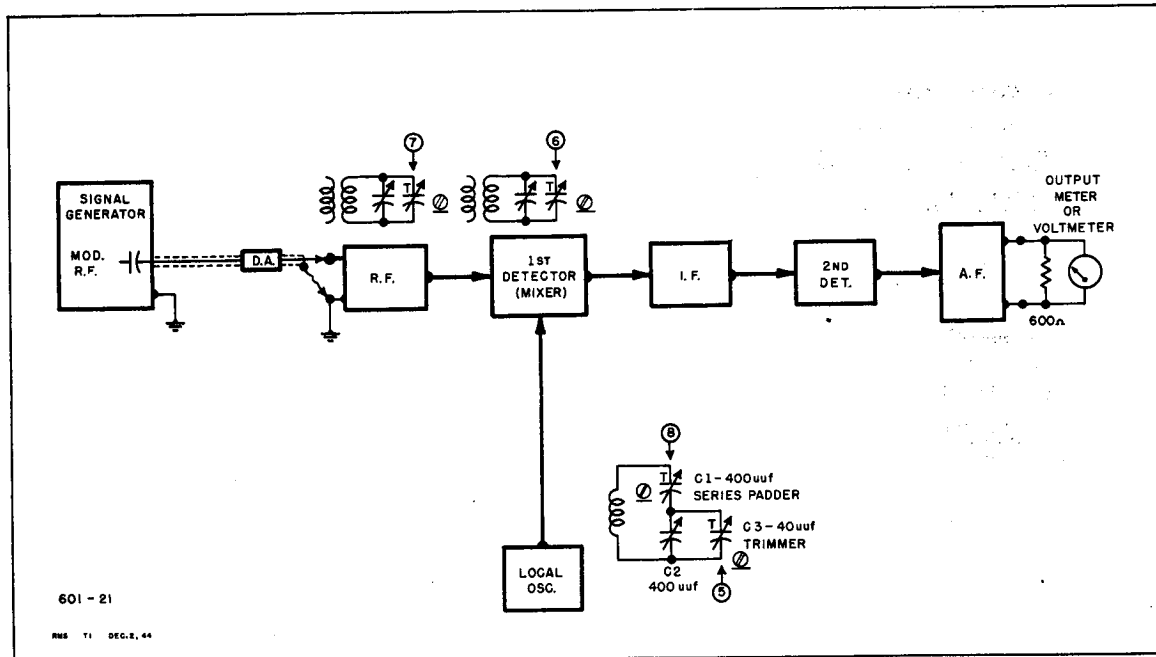 SIGNAL
GENERATOR
MOD.
R.F.
D.A.
7
T
6
T
R.F.
1ST
DETECTOR
(MIXER)
I.F.
2ND
DET.
A.F.
OUTPUT
METER
OR
VOLTMETER
600Ω
8
T
C1-400uuf
SERIES PADDER
T
C3-40uuf
TRIMMER
C2
400uuf
5
LOCAL
OSC.
601-21
RMS T1 DEC.2,44